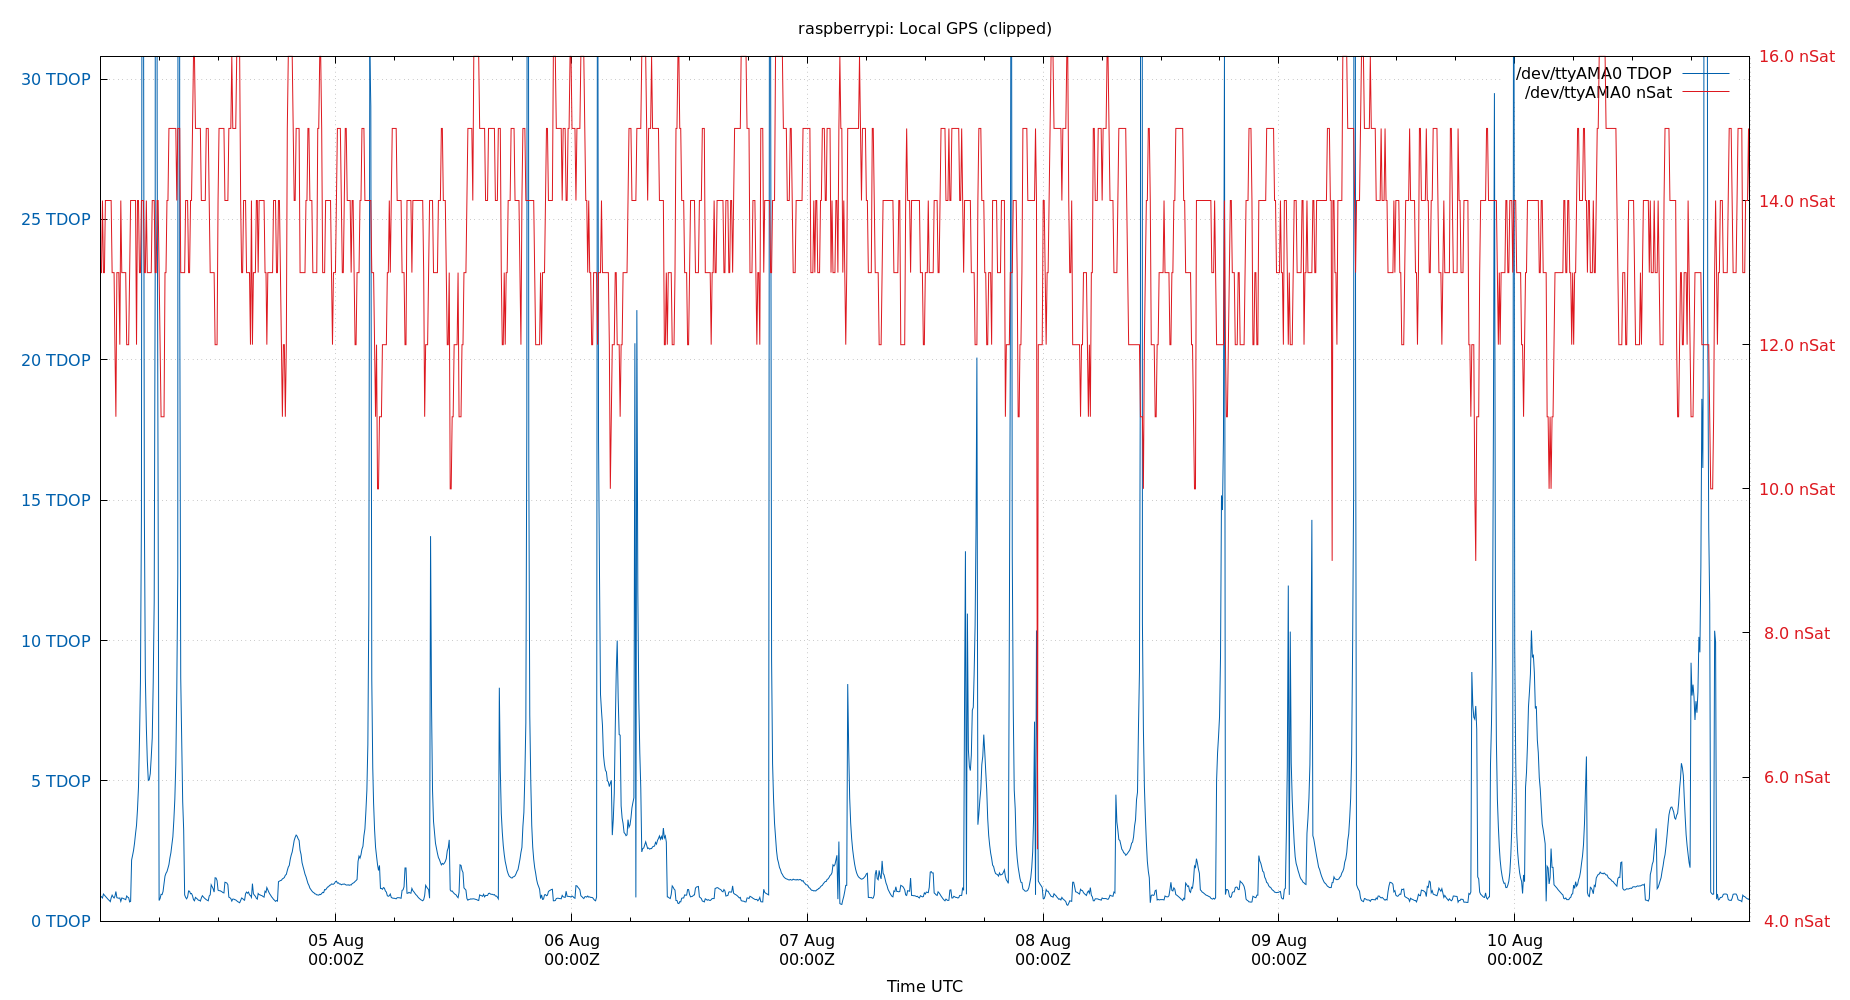 raspberrypi: Local GPS (clipped)
30 TDOP
25 TDOP
20 TDOP
15 TDOP
10 TDOP
5 TDOP
0 TDOP
/dev/ttyAMA0 TDOP
/dev/ttyAMA0 nSat
16.0 nSat
14.0 nSat
12.0 nSat
10.0 nSat
8.0 nSat
6.0 nSat
4.0 nSat
05 Aug
00:00Z
06 Aug
00:00Z
07 Aug
00:00Z
08 Aug
00:00Z
09 Aug
00:00Z
10 Aug
00:00Z
Time UTC